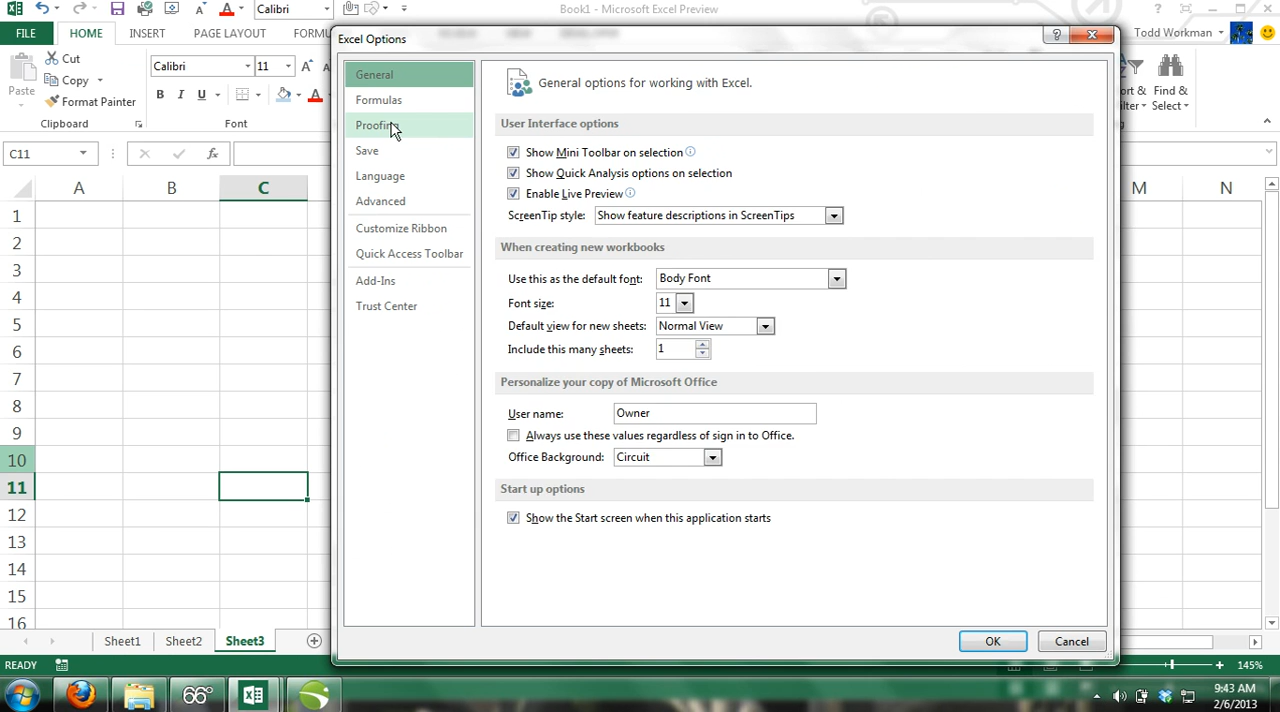 Calibri
Book1 - Microsoft Excel Preview
FILE
HOME
INSERT
PAGE LAYOUT
Todd Workman
Paste
Cut
Copy
Format Painter
Clipboard
Calibri
11
B I U
Font
Find &
Select
C11
fx
A B C M N
1
2
3
4
5
6
7
8
9
10
11
12
13
14
15
16
Excel Options
General
Formulas
Proofing
Save
Language
Advanced
Customize Ribbon
Quick Access Toolbar
Add-Ins
Trust Center
General options for working with Excel.
User Interface options
Show Mini Toolbar on selection
Show Quick Analysis options on selection
Enable Live Preview
ScreenTip style: Show feature descriptions in ScreenTips
When creating new workbooks
Use this as the default font: Body Font
Font size: 11
Default view for new sheets: Normal View
Include this many sheets: 1
Personalize your copy of Microsoft Office
User name: Owner
Always use these values regardless of sign in to Office.
Office Background: Circuit
Start up options
Show the Start screen when this application starts
OK
Cancel
Sheet1 Sheet2 Sheet3
READY
145%
66°
9:43 AM
2/6/2013